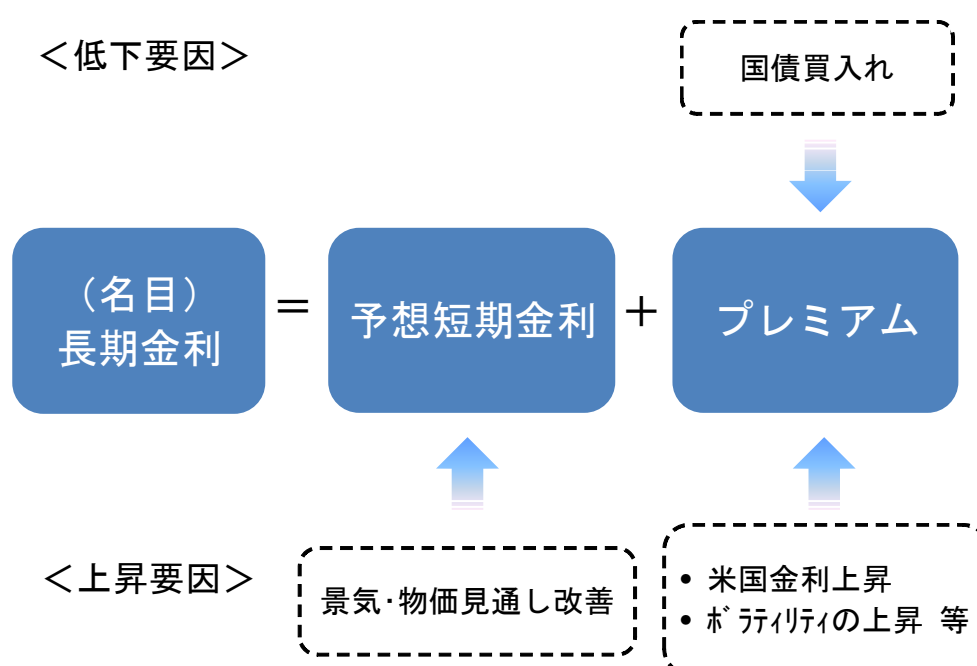 ＜低下要因＞
国債買入れ
（名目）
長期金利
＝
予想短期金利
＋
プレミアム
＜上昇要因＞
景気･物価見通し改善
• 米国金利上昇
• ﾎﾞﾗﾃｨﾘﾃｨの上昇 等